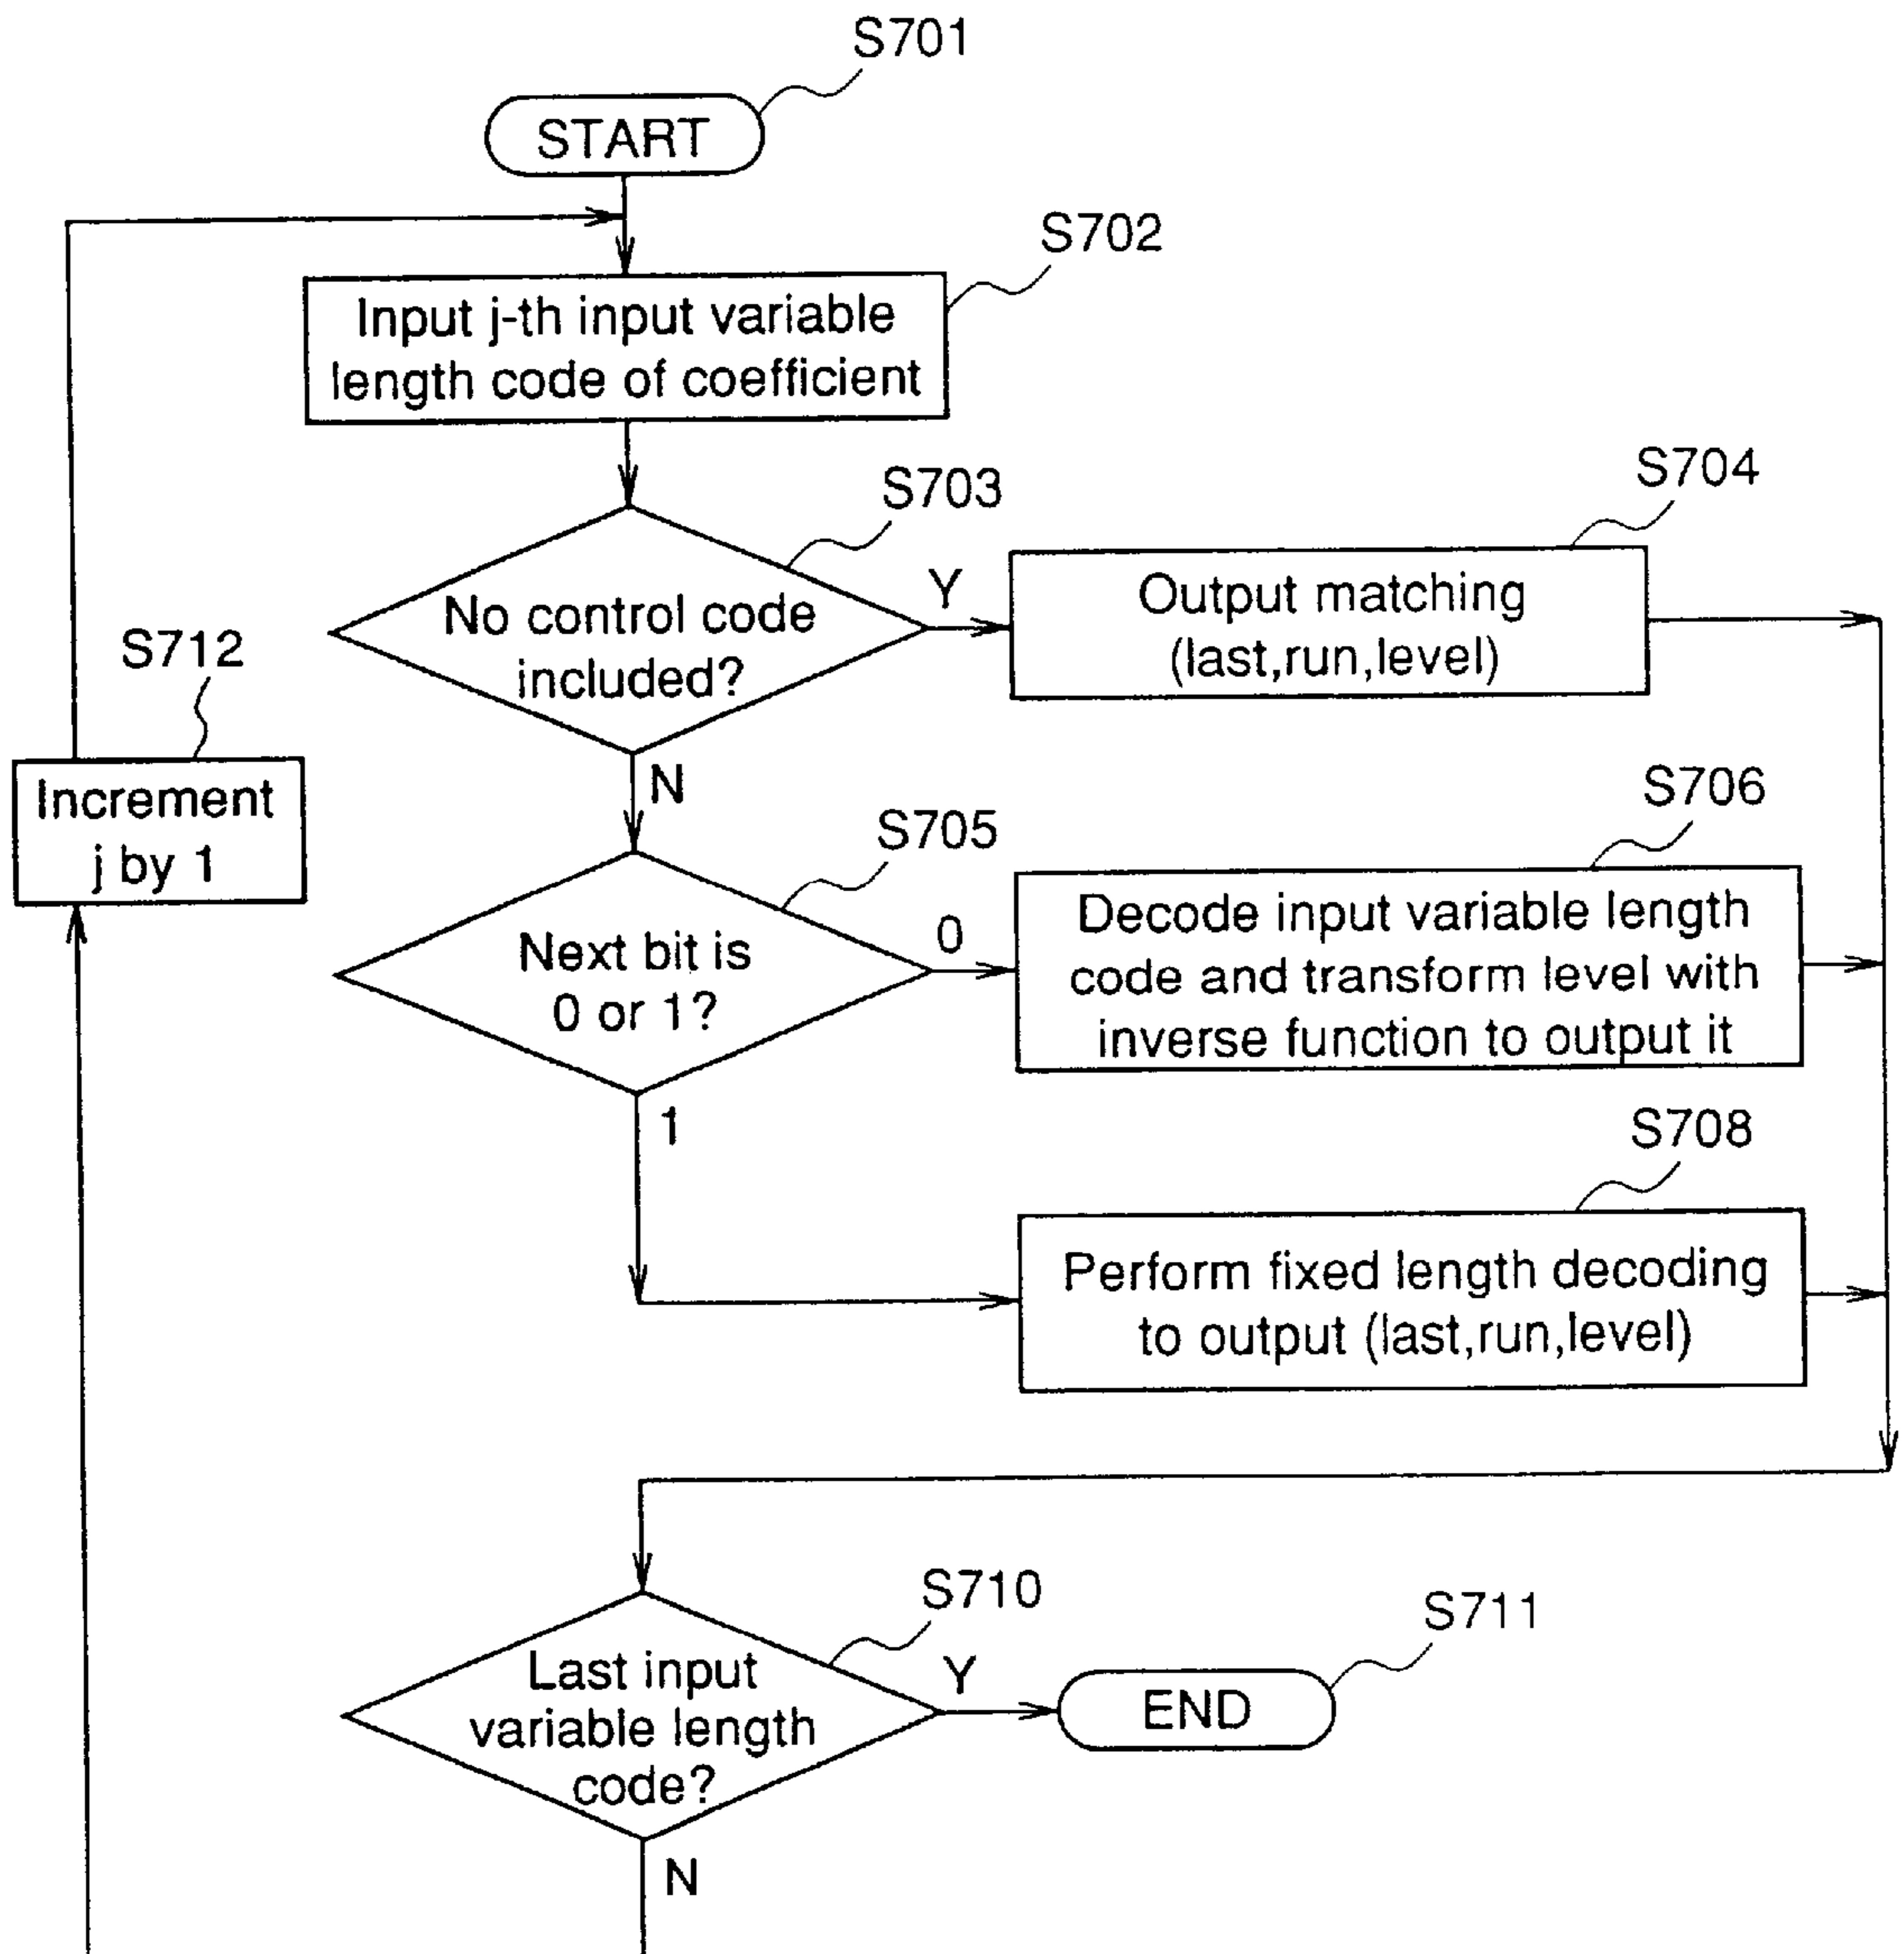 S701
START
S702
Input j-th input variable
length code of coefficient
S703
S704
No control code
included?
Y
Output matching
(last,run,level)
S712
Increment
j by 1
N
S705
S706
Next bit is
0 or 1?
0
Decode input variable length
code and transform level with
inverse function to output it
1
S708
Perform fixed length decoding
to output (last,run,level)
S710
S711
Last input
variable length
code?
Y
END
N